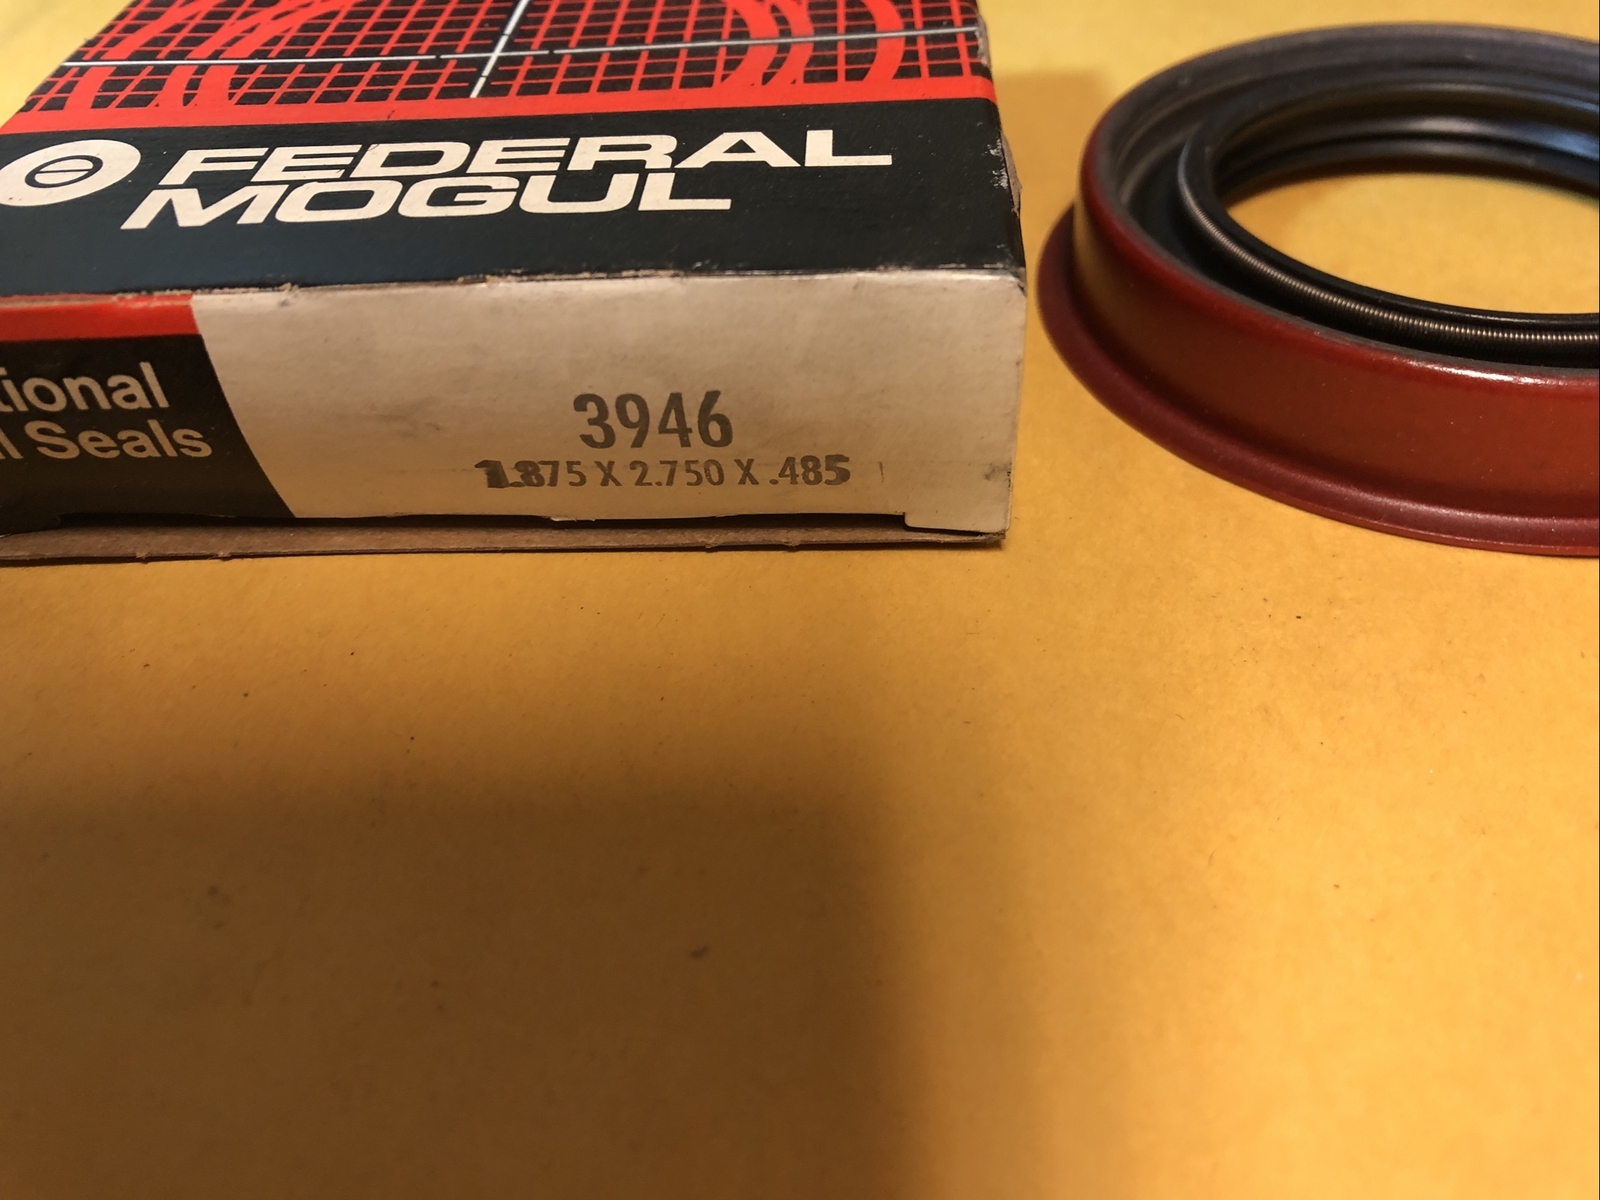 FEDERAL
MOGUL
tional
l Seals
3946
1.875 X 2.750 X .485